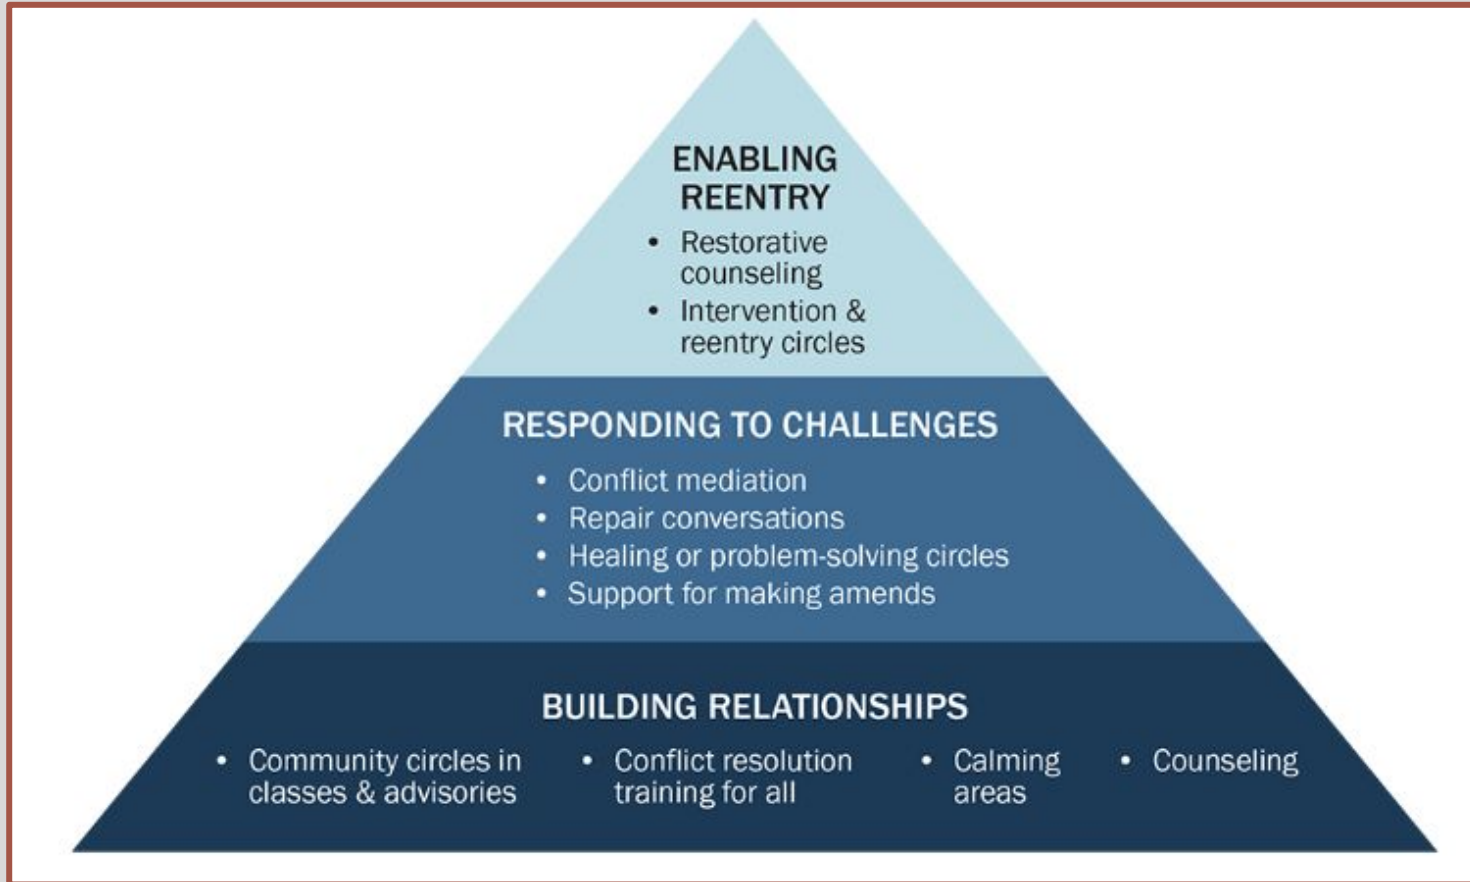 ENABLING
REENTRY
• Restorative
counseling
• Intervention &
reentry circles
RESPONDING TO CHALLENGES
• Conflict mediation
• Repair conversations
• Healing or problem-solving circles
• Support for making amends
BUILDING RELATIONSHIPS
• Community circles in
classes & advisories
• Conflict resolution
training for all
• Calming
areas
• Counseling